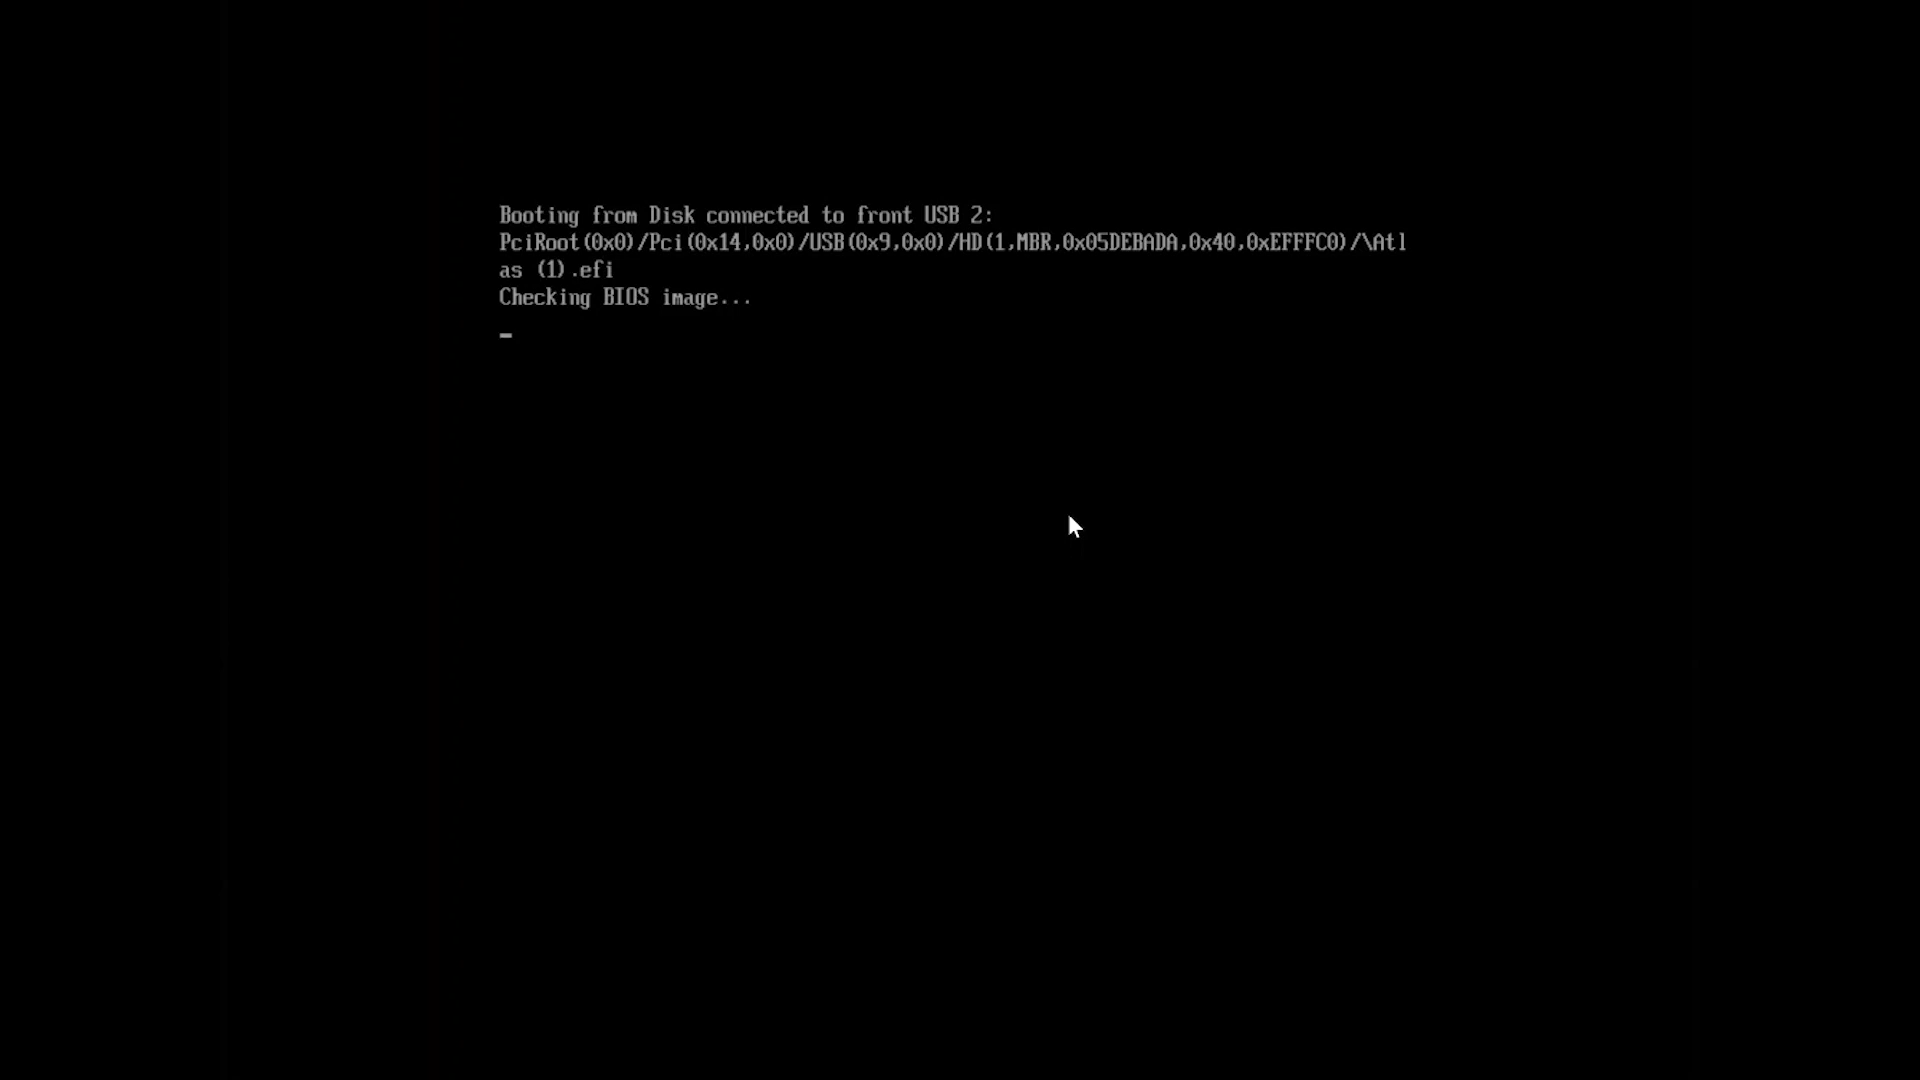 Booting from Disk connected to front USB 2:
PciRoot(0x0)/Pci(0x14,0x0)/USB(0x9,0x0)/HD(1,MBR,0x05DEBADA,0x40,0xEFFFC0)/\Atl
as (1).efi
Checking BIOS image...